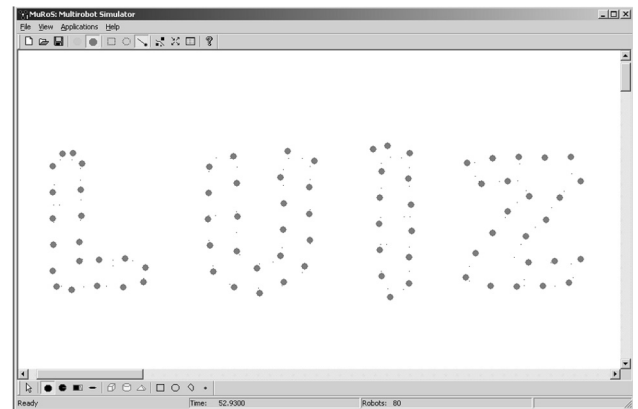 MuRoS: Multirobot Simulator
File View Applications Help
LUIZ
Ready Time: 52.9300 Robots: 80